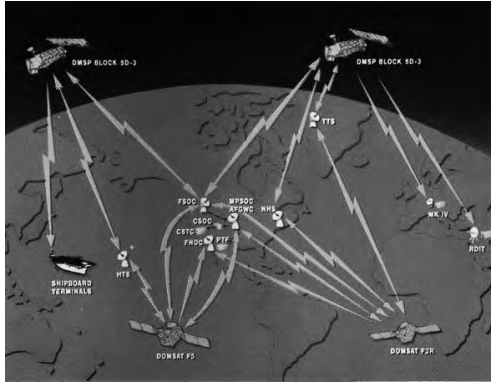 DMSP BLOCK 5D-3
DMSP BLOCK 5D-3
TTS
FSOC
MPSOC
AFGWC
NHS
CSOC
CSTC
FNOC
PTF
MK IV
RDIT
HTS
SHIPBOARD
TERMINALS
DOMSAT F5
DOMSAT F2R